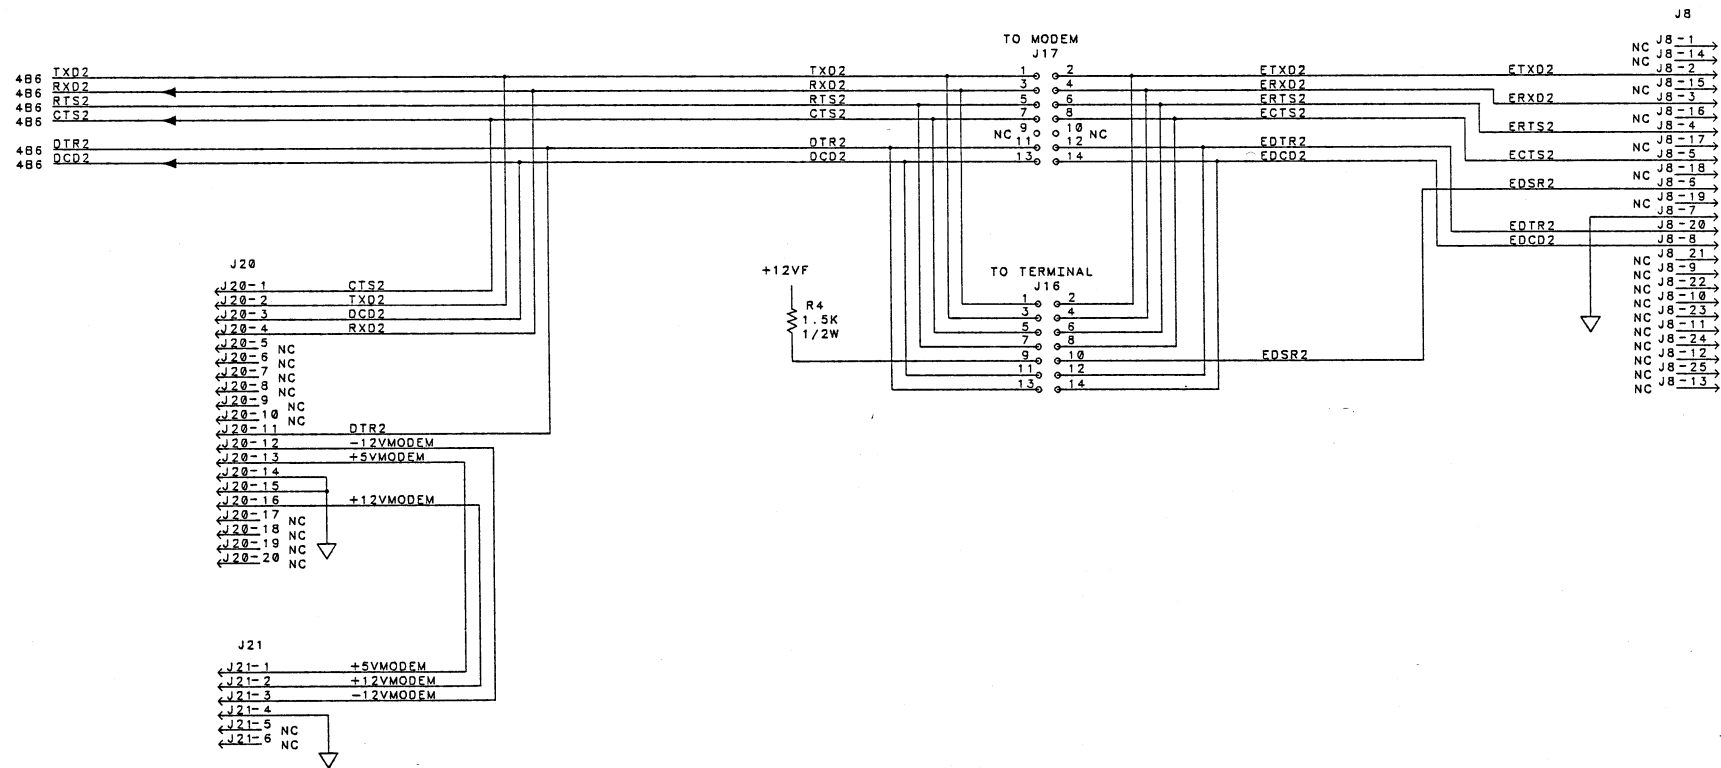 J8
TO MODEM
J17
NC J8-1
NC J8-14
4B6 TXD2 TXD2 1 2 ETXD2 ETXD2 J8-2
4B6 RXD2 RXD2 3 4 ERXD2 NC J8-15
4B6 RTS2 RTS2 5 6 ERTS2 ERXD2 J8-3
4B6 CTS2 CTS2 7 8 ECTS2 NC J8-16
NC 9 10 NC ERTS2 J8-4
4B6 DTR2 DTR2 11 12 EDTR2 NC J8-17
4B6 DCD2 DCD2 13 14 EDCD2 ECTS2 J8-5
NC J8-18
EDSR2 J8-6
NC J8-19
J8-7
EDTR2 J8-20
EDCD2 J8-8
NC J8 21
NC J8-9
NC J8-22
NC J8-10
NC J8-23
NC J8-11
NC J8-24
NC J8-12
NC J8-25
NC J8-13
TO TERMINAL
J16
1 2
3 4
5 6
7 8
9 10 EDSR2
11 12
13 14
+12VF
R4
1.5K
1/2W
J20
J20-1 CTS2
J20-2 TXD2
J20-3 DCD2
J20-4 RXD2
J20-5 NC
J20-6 NC
J20-7 NC
J20-8 NC
J20-9 NC
J20-10 NC
J20-11 DTR2
J20-12 -12VMODEM
J20-13 +5VMODEM
J20-14
J20-15
J20-16 +12VMODEM
J20-17 NC
J20-18 NC
J20-19 NC
J20-20 NC
J21
J21-1 +5VMODEM
J21-2 +12VMODEM
J21-3 -12VMODEM
J21-4
J21-5 NC
J21-6 NC